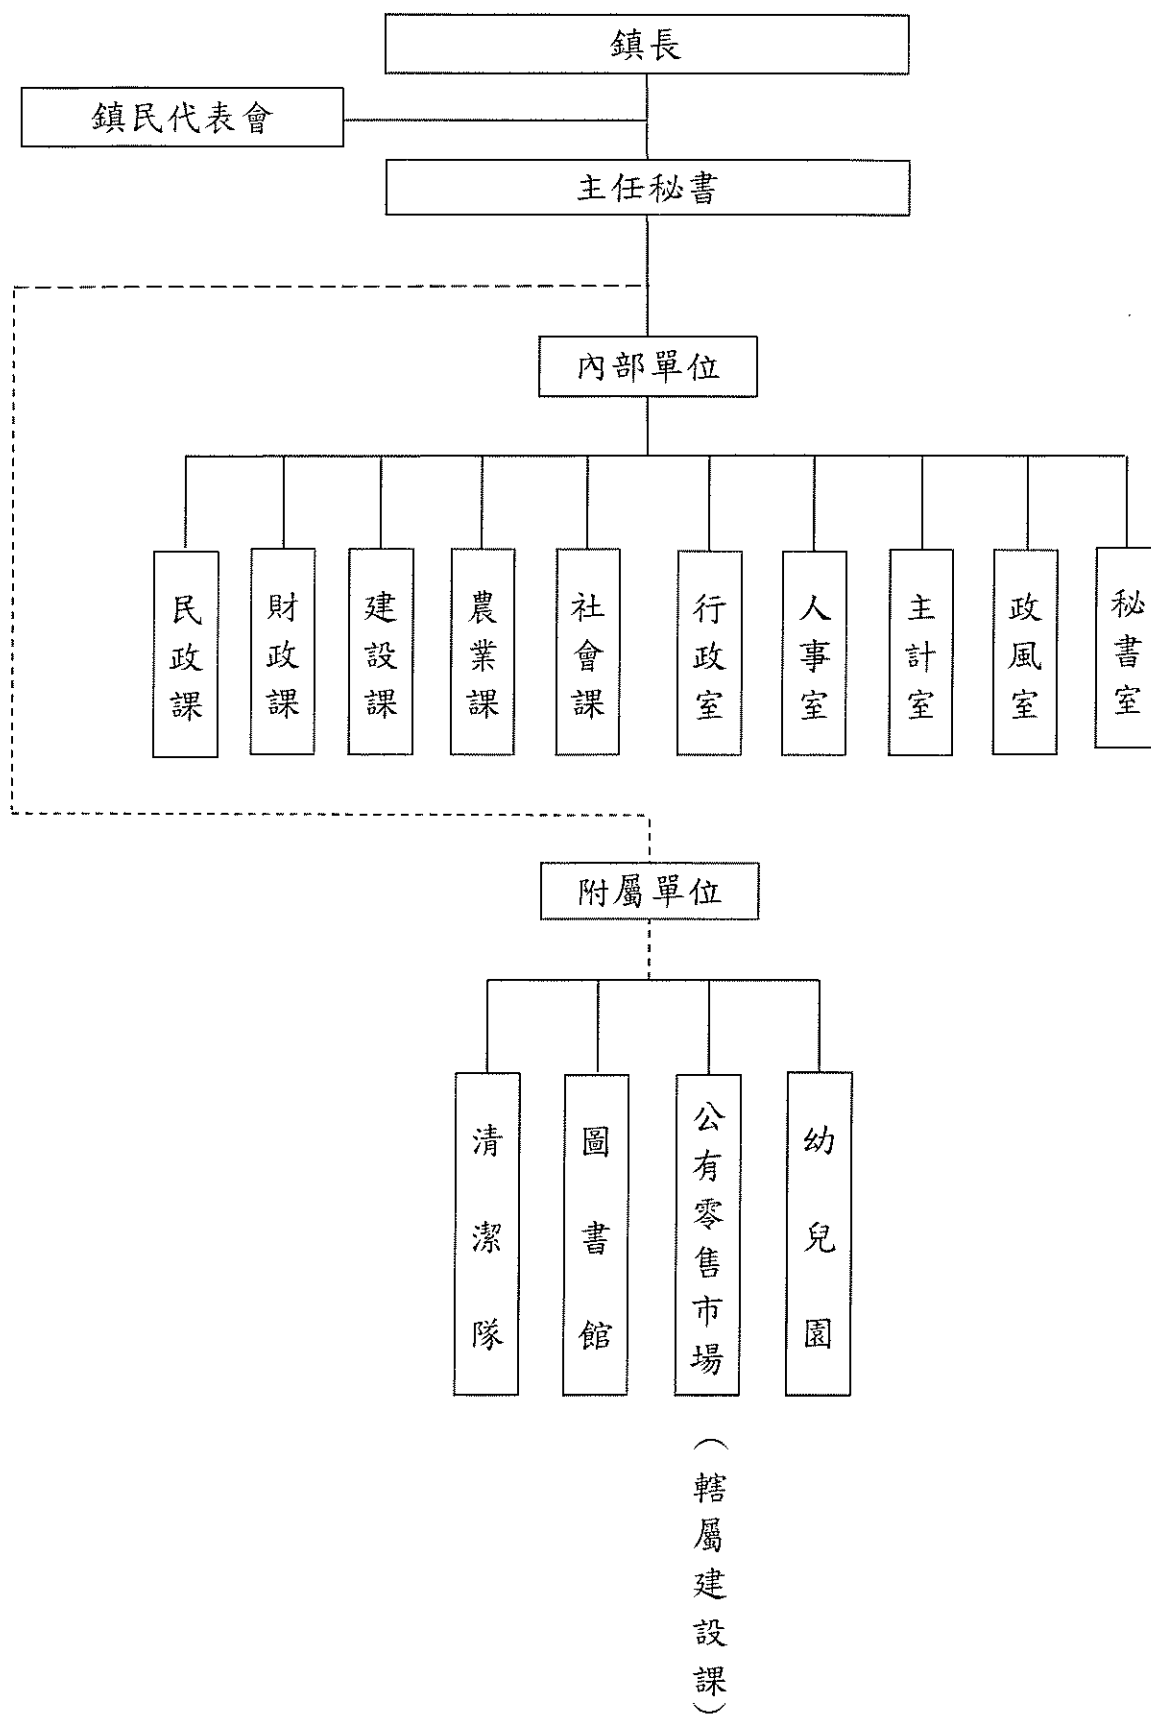 鎮長
鎮民代表會
主任秘書
內部單位
民政課
財政課
建設課
農業課
社會課
行政室
人事室
主計室
政風室
秘書室
附屬單位
清潔隊
圖書館
公有零售市場
幼兒園
（轄屬建設課）